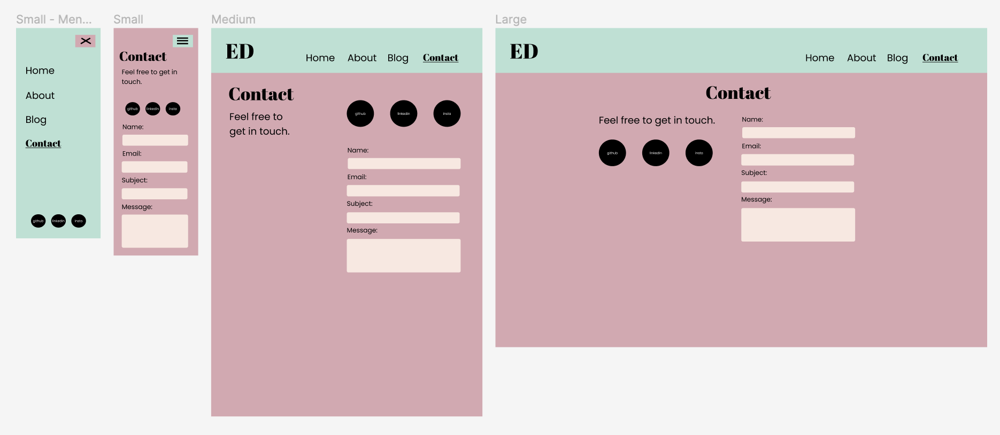 Small - Men...
Home
About
Blog
Contact
github linkedin insta
Small
Contact
Feel free to get in
touch.
github linkedin insta
Name:
Email:
Subject:
Message:
Medium
ED
Home About Blog Contact
Contact
Feel free to
get in touch.
github linkedin insta
Name:
Email:
Subject:
Message:
Large
ED
Home About Blog Contact
Contact
Feel free to get in touch.
github linkedin insta
Name:
Email:
Subject:
Message: